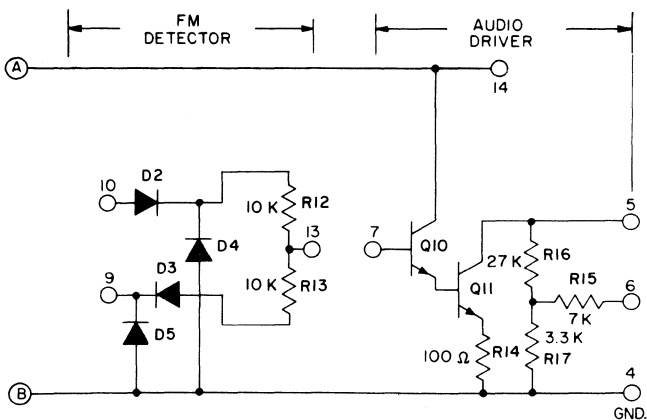 FM
DETECTOR
AUDIO
DRIVER
A
14
10
D2
10 K
R12
13
7
Q10
5
D4
27 K
R16
9
D3
10 K
R13
Q11
R15
6
7K
D5
3.3 K
100 Ω
R14
R17
B
4
GND.